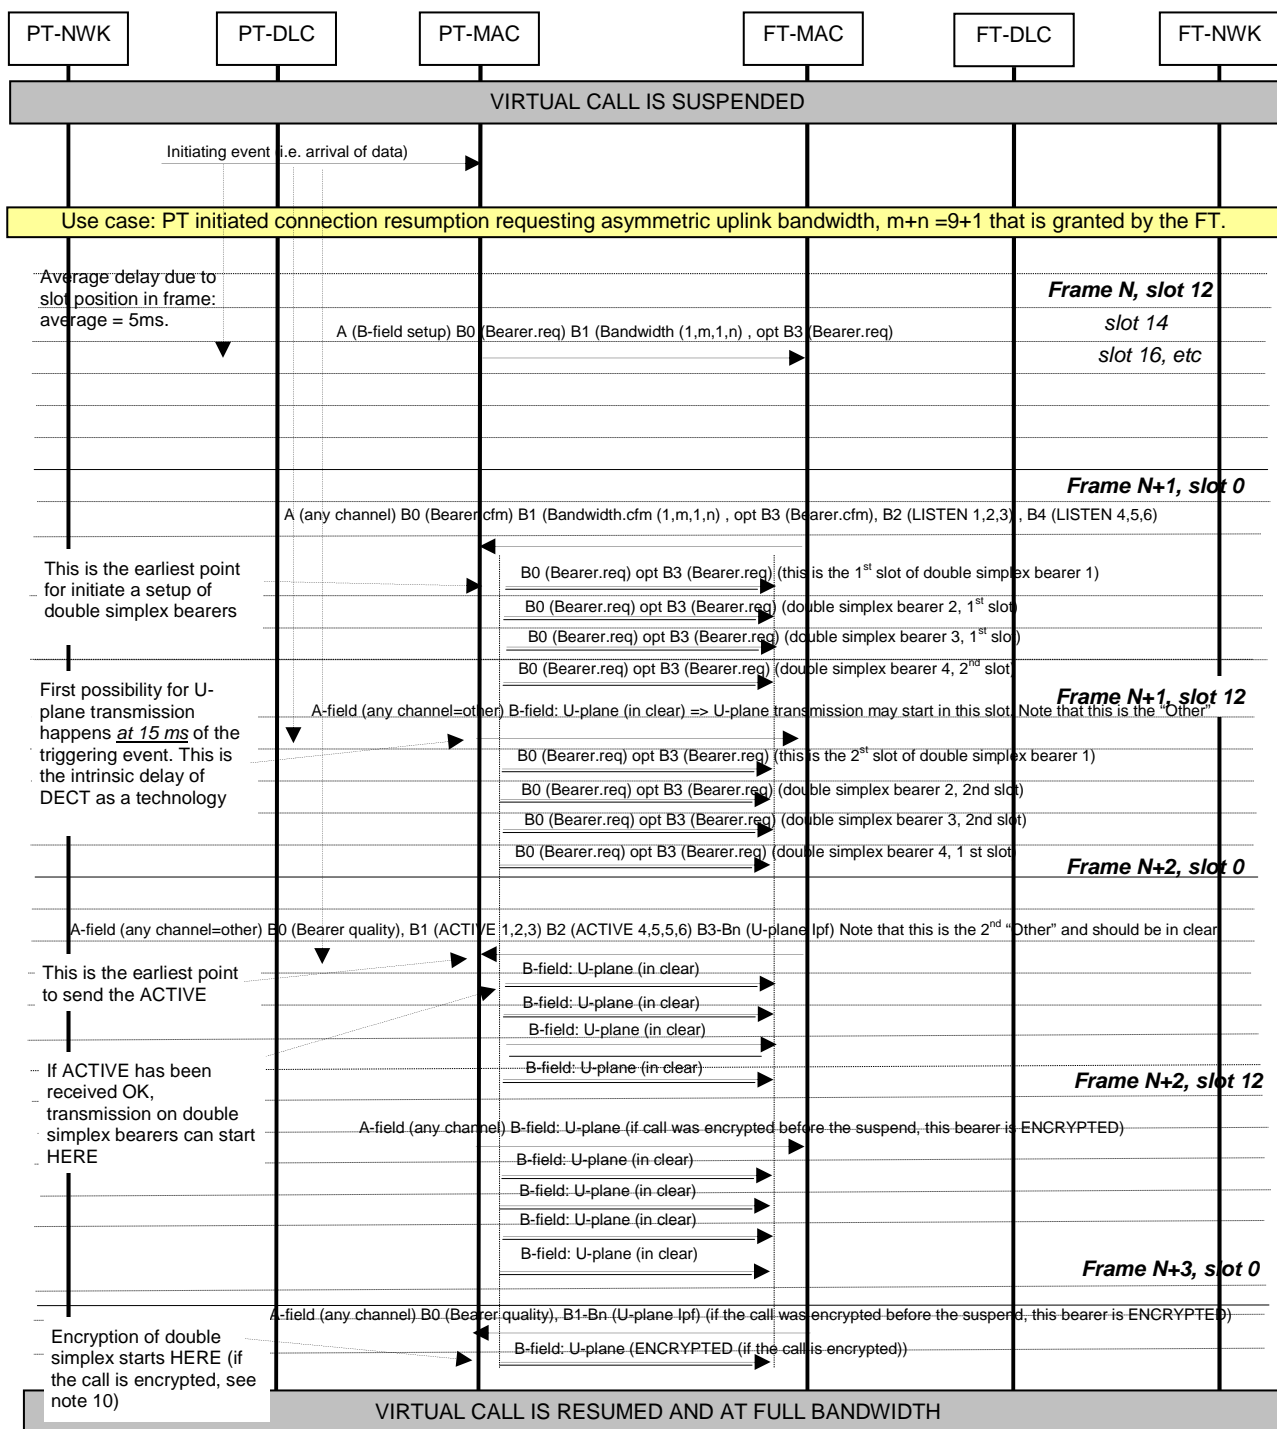 PT-NWK
PT-DLC
PT-MAC
FT-MAC
FT-DLC
FT-NWK
VIRTUAL CALL IS SUSPENDED
Initiating event (i.e. arrival of data)
Use case: PT initiated connection resumption requesting asymmetric uplink bandwidth, m+n =9+1 that is granted by the FT.
Average delay due to
slot position in frame:
average = 5ms.
Frame N, slot 12
slot 14
slot 16, etc
A (B-field setup) B0 (Bearer.req) B1 (Bandwidth (1,m,1,n) , opt B3 (Bearer.req)
Frame N+1, slot 0
A (any channel) B0 (Bearer.cfm) B1 (Bandwidth.cfm (1,m,1,n) , opt B3 (Bearer.cfm), B2 (LISTEN 1,2,3) , B4 (LISTEN 4,5,6)
This is the earliest point
for initiate a setup of
double simplex bearers
B0 (Bearer.req) opt B3 (Bearer.req) (this is the 1st slot of double simplex bearer 1)
B0 (Bearer.req) opt B3 (Bearer.req) (double simplex bearer 2, 1st slot)
B0 (Bearer.req) opt B3 (Bearer.req) (double simplex bearer 3, 1st slot)
B0 (Bearer.req) opt B3 (Bearer.req) (double simplex bearer 4, 2nd slot)
Frame N+1, slot 12
First possibility for U-
plane transmission
happens at 15 ms of the
triggering event. This is
the intrinsic delay of
DECT as a technology
A-field (any channel=other) B-field: U-plane (in clear) => U-plane transmission may start in this slot. Note that this is the "Other"
B0 (Bearer.req) opt B3 (Bearer.req) (this is the 2st slot of double simplex bearer 1)
B0 (Bearer.req) opt B3 (Bearer.req) (double simplex bearer 2, 2nd slot)
B0 (Bearer.req) opt B3 (Bearer.req) (double simplex bearer 3, 2nd slot)
B0 (Bearer.req) opt B3 (Bearer.req) (double simplex bearer 4, 1 st slot)
Frame N+2, slot 0
A-field (any channel=other) B0 (Bearer quality), B1 (ACTIVE 1,2,3) B2 (ACTIVE 4,5,5,6) B3-Bn (U-plane Ipf) Note that this is the 2nd "Other" and should be in clear
This is the earliest point
to send the ACTIVE
B-field: U-plane (in clear)
B-field: U-plane (in clear)
B-field: U-plane (in clear)
B-field: U-plane (in clear)
Frame N+2, slot 12
If ACTIVE has been
received OK,
transmission on double
simplex bearers can start
HERE
A-field (any channel) B-field: U-plane (if call was encrypted before the suspend, this bearer is ENCRYPTED)
B-field: U-plane (in clear)
B-field: U-plane (in clear)
B-field: U-plane (in clear)
B-field: U-plane (in clear)
Frame N+3, slot 0
A-field (any channel) B0 (Bearer quality), B1-Bn (U-plane Ipf) (if the call was encrypted before the suspend, this bearer is ENCRYPTED)
Encryption of double
simplex starts HERE (if
the call is encrypted, see
note 10)
B-field: U-plane (ENCRYPTED (if the call is encrypted))
VIRTUAL CALL IS RESUMED AND AT FULL BANDWIDTH